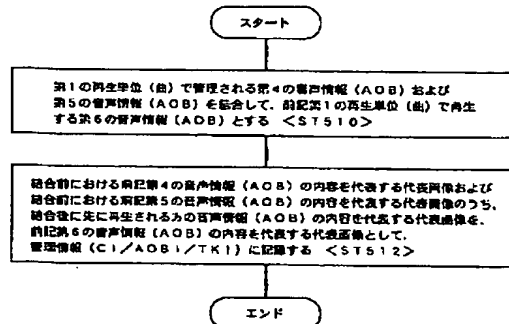 スタート
第1の再生単位(曲)で管理される第4の音声情報(AOB)および
第5の音声情報(AOB)を結合して、前記第1の再生単位(曲)で再生
する第6の音声情報(AOB)とする <ST510>
結合前における前記第4の音声情報(AOB)の内容を代表する代表画像および
結合前における前記第5の音声情報(AOB)の内容を代表する代表画像のうち、
結合後に先に再生される方の音声情報(AOB)の内容を代表する代表画像を、
前記第6の音声情報(AOB)の内容を代表する代表画像として、
管理情報(CI/AOBI/TKI)に記録する <ST512>
エンド